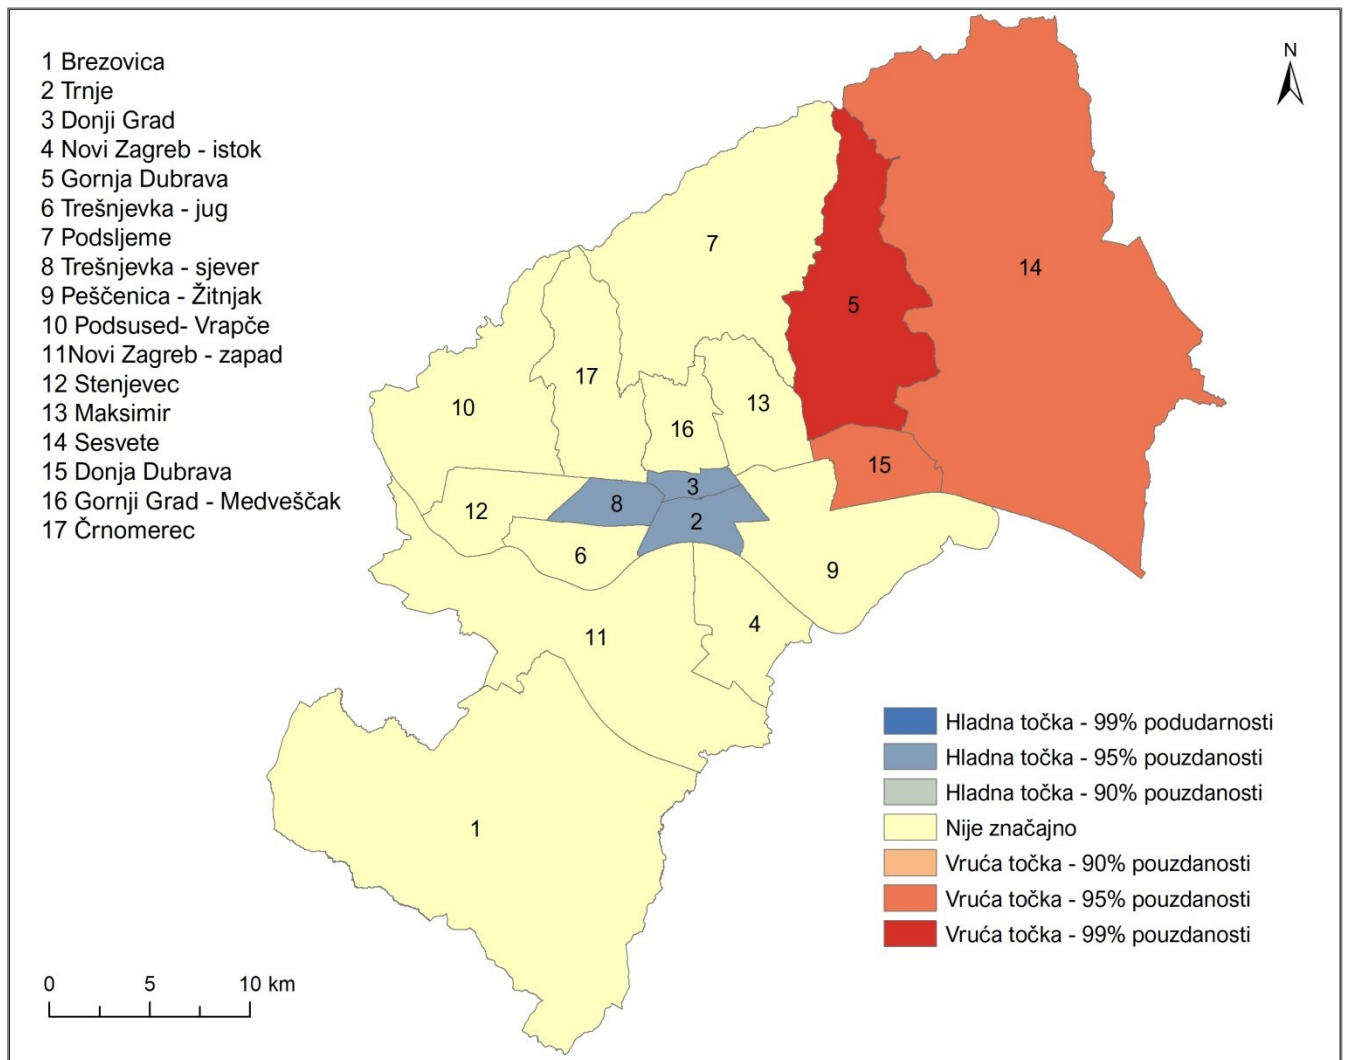 1 Brezovica
2 Trnje
3 Donji Grad
4 Novi Zagreb - istok
5 Gornja Dubrava
6 Trešnjevka - jug
7 Podsljeme
8 Trešnjevka - sjever
9 Peščenica - Žitnjak
10 Podsused- Vrapče
11Novi Zagreb - zapad
12 Stenjevec
13 Maksimir
14 Sesvete
15 Donja Dubrava
16 Gornji Grad - Medveščak
17 Črnomerec
N
7
14
5
17
13
10
16
15
3
8
2
12
6
9
4
11
1
Hladna točka - 99% podudarnosti
Hladna točka - 95% pouzdanosti
Hladna točka - 90% pouzdanosti
Nije značajno
Vruća točka - 90% pouzdanosti
Vruća točka - 95% pouzdanosti
Vruća točka - 99% pouzdanosti
0 5 10 km